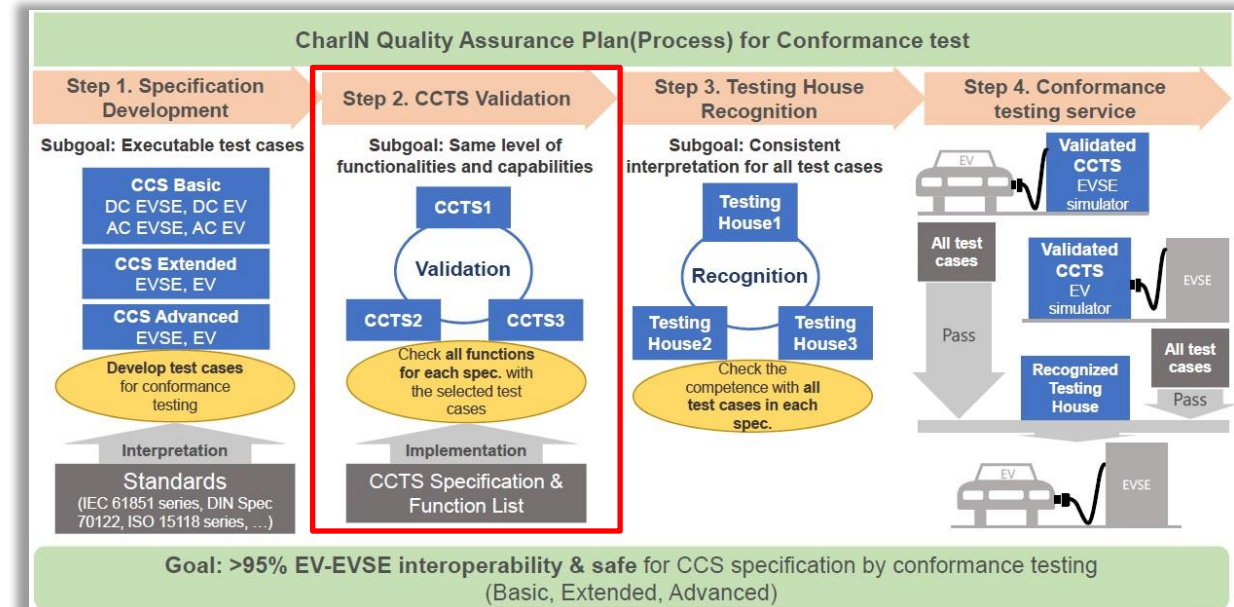 CharIN Quality Assurance Plan(Process) for Conformance test
Step 1. Specification
Development
Subgoal: Executable test cases
CCS Basic
DC EVSE, DC EV
AC EVSE, AC EV
CCS Extended
EVSE, EV
CCS Advanced
EVSE, EV
Develop test cases
for conformance
testing
Interpretation
Standards
(IEC 61851 series, DIN Spec
70122, ISO 15118 series, ...)
Step 2. CCTS Validation
Subgoal: Same level of
functionalities and capabilities
CCTS1
Validation
CCTS2
CCTS3
Check all functions
for each spec. with
the selected test
cases
Implementation
CCTS Specification &
Function List
Step 3. Testing House
Recognition
Subgoal: Consistent
interpretation for all test cases
Testing
House1
Recognition
Testing
House2
Testing
House3
Check the
competence with all
test cases in each
spec.
Step 4. Conformance
testing service
EV
Validated
CCTS
EVSE
simulator
All test
cases
Pass
Validated
CCTS
EV
simulator
EVSE
All test
cases
Pass
Recognized
Testing
House
EV
EVSE
Goal: >95% EV-EVSE interoperability & safe for CCS specification by conformance testing
(Basic, Extended, Advanced)